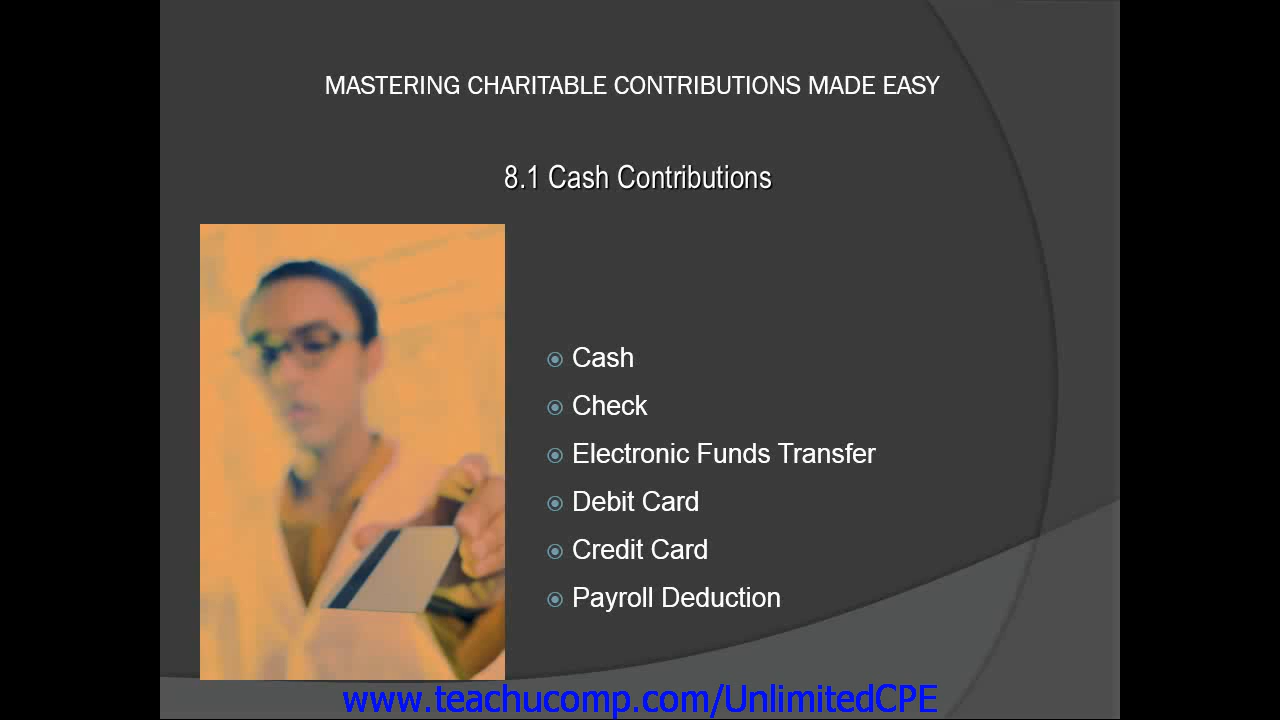 MASTERING CHARITABLE CONTRIBUTIONS MADE EASY
8.1 Cash Contributions
Cash
Check
Electronic Funds Transfer
Debit Card
Credit Card
Payroll Deduction
www.teachucomp.com/UnlimitedCPE